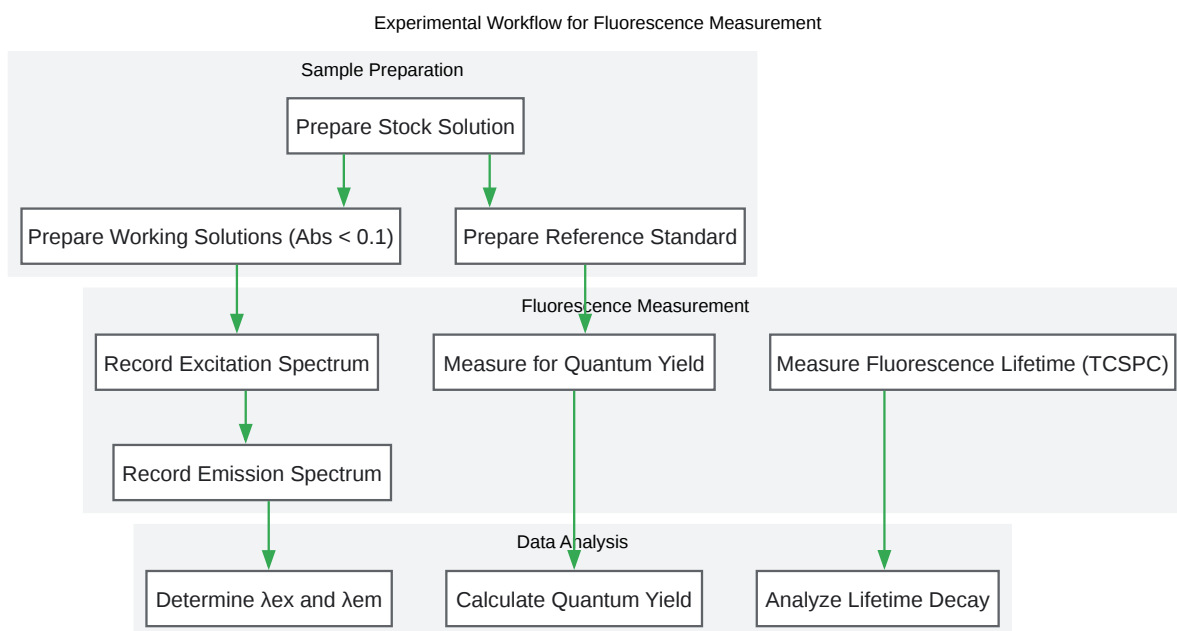 Experimental Workflow for Fluorescence Measurement
Sample Preparation
Prepare Stock Solution
Prepare Working Solutions (Abs < 0.1)
Prepare Reference Standard
Fluorescence Measurement
Record Excitation Spectrum
Measure for Quantum Yield
Measure Fluorescence Lifetime (TCSPC)
Record Emission Spectrum
Data Analysis
Determine λex and λem
Calculate Quantum Yield
Analyze Lifetime Decay